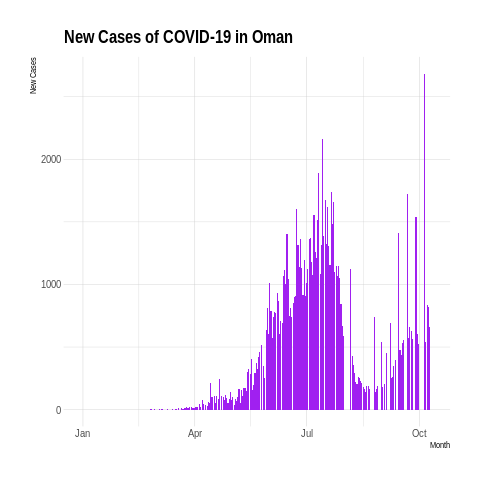 New Cases of COVID-19 in Oman
New Cases
2000
1000
0
Jan Apr Jul Oct
Month